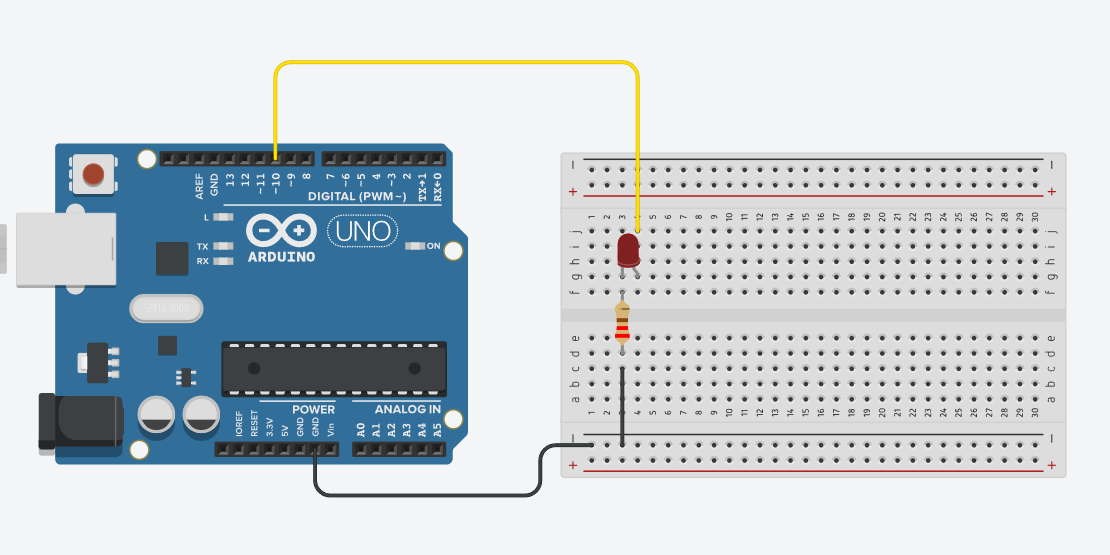 AREF
GND
13
12
~11
~10
~9
8
7
~6
~5
4
~3
2
TX→1
RX←0
DIGITAL (PWM~)
L
TX
RX
UNO
ON
ARDUINO
POWER
ANALOG IN
IOREF
RESET
3.3V
5V
GND
GND
Vin
A0
A1
A2
A3
A4
A5
− −
+ +
1 2 3 4 5 6 7 8 9 10 11 12 13 14 15 16 17 18 19 20 21 22 23 24 25 26 27 28 29 30
j j
i i
h h
g g
f f
e e
d d
c c
b b
a a
1 2 3 4 5 6 7 8 9 10 11 12 13 14 15 16 17 18 19 20 21 22 23 24 25 26 27 28 29 30
− −
+ +